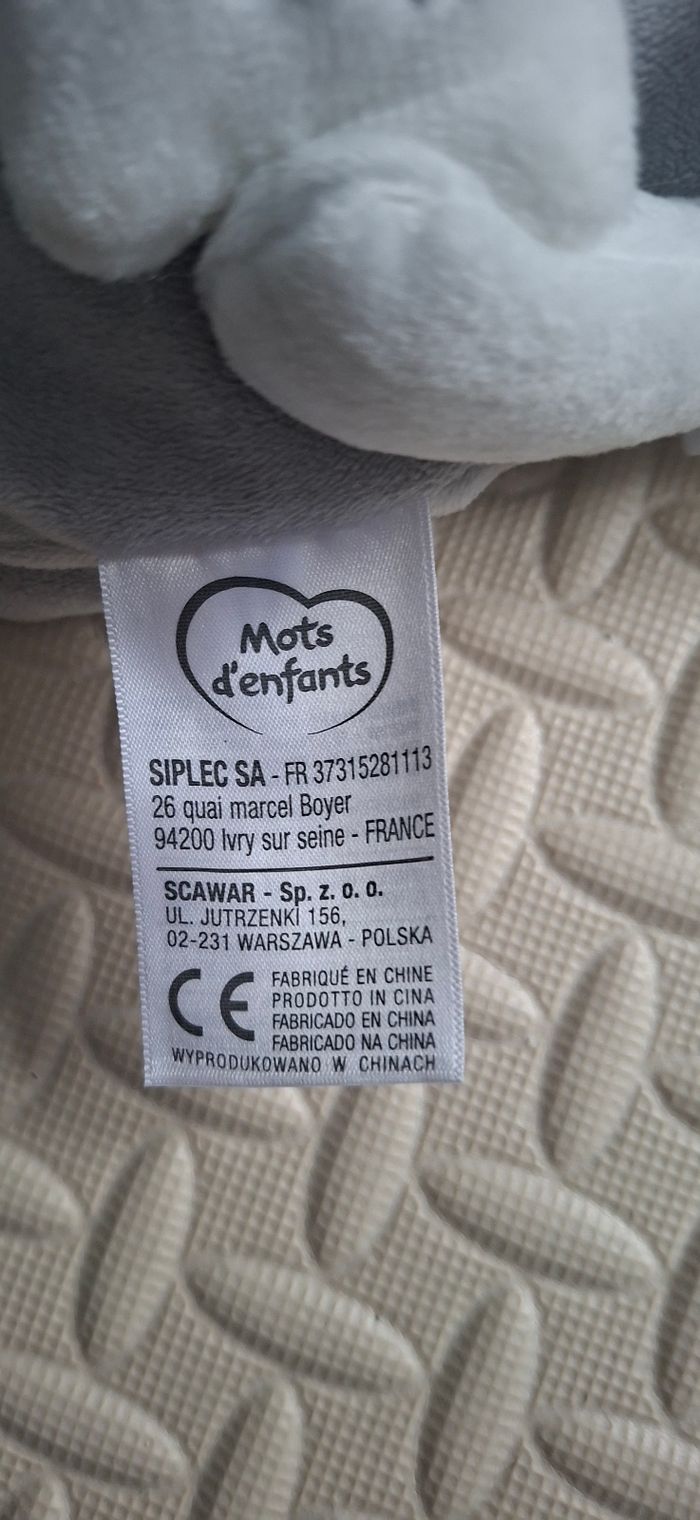 Mots
d'enfants
SIPLEC SA - FR 37315281113
26 quai marcel Boyer
94200 Ivry sur seine - FRANCE
SCAWAR - Sp. z. o. o.
UL. JUTRZENKI 156,
02-231 WARSZAWA - POLSKA
CE
FABRIQUÉ EN CHINE
PRODOTTO IN CINA
FABRICADO EN CHINA
FABRICADO NA CHINA
WYPRODUKOWANO W CHINACH